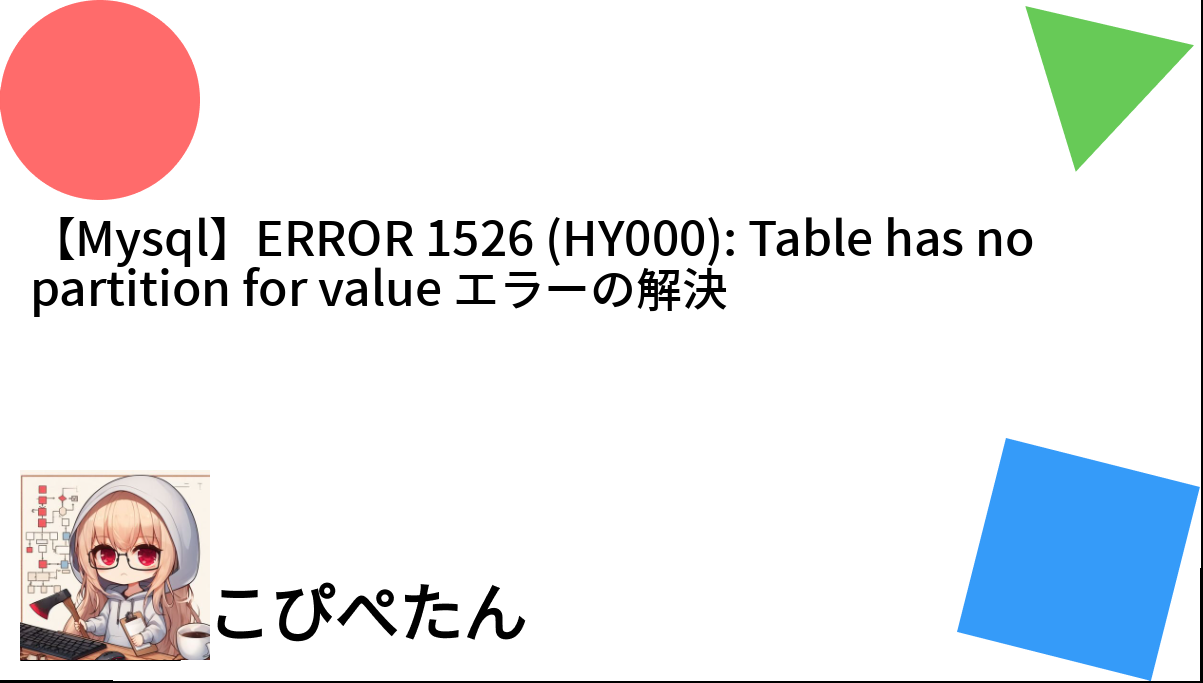 【Mysql】ERROR 1526 (HY000): Table has no
partition for value エラーの解決
こぴぺたん